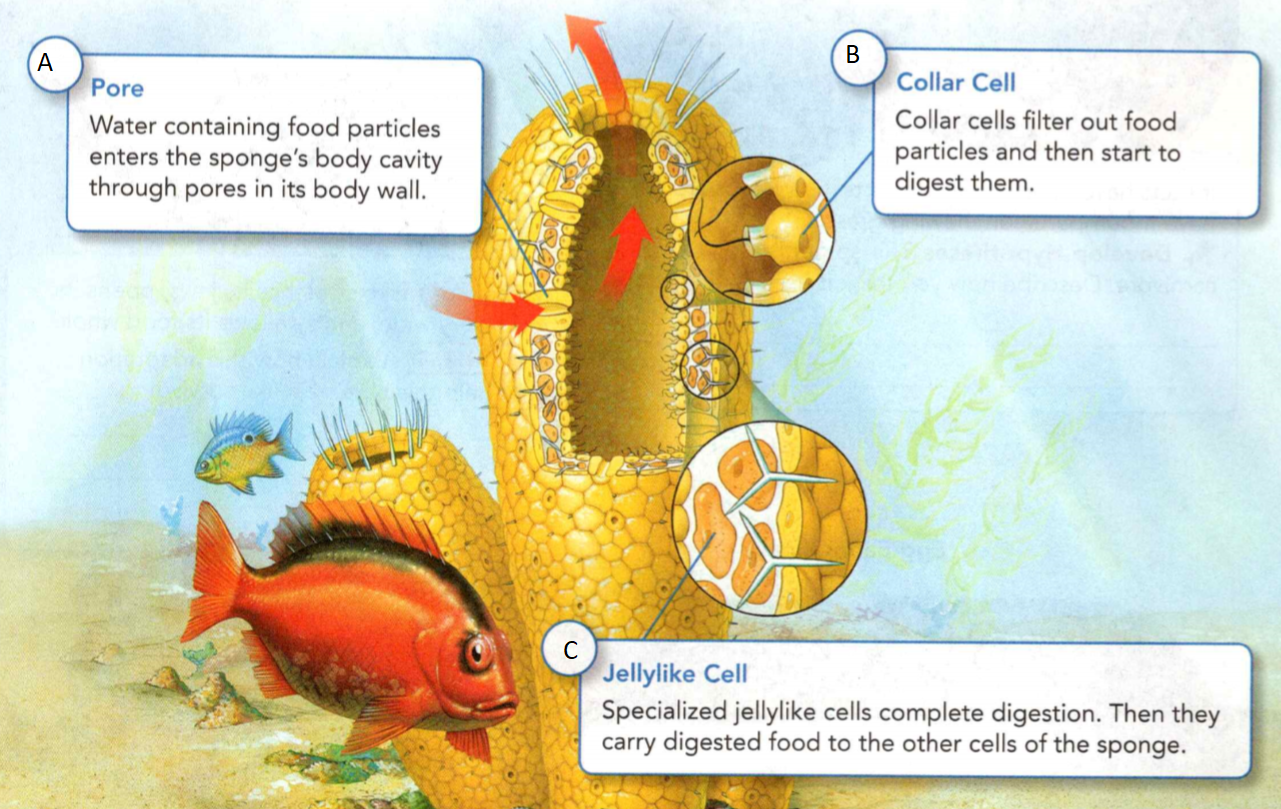 A
Pore
Water containing food particles
enters the sponge's body cavity
through pores in its body wall.
B
Collar Cell
Collar cells filter out food
particles and then start to
digest them.
C
Jellylike Cell
Specialized jellylike cells complete digestion. Then they
carry digested food to the other cells of the sponge.